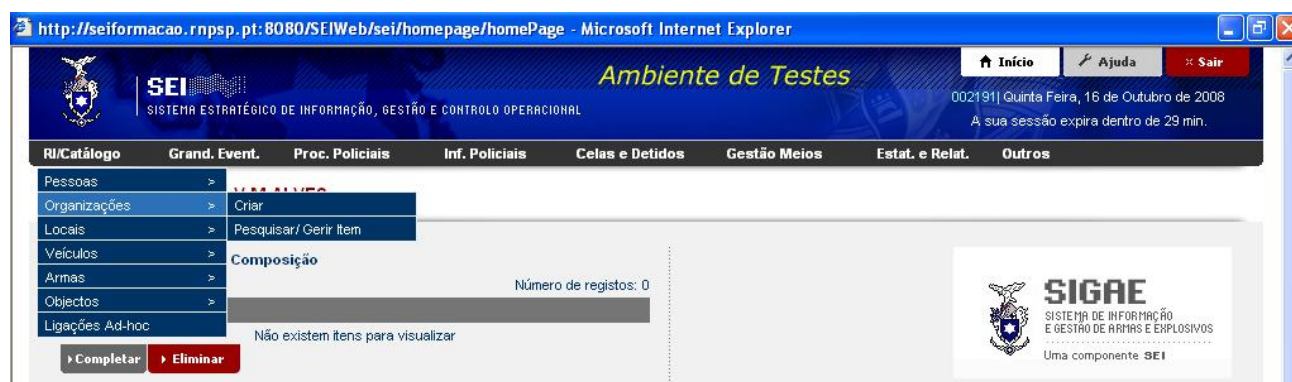 http://seiformacao.rnpsp.pt:8080/SEIWeb/sei/homepage/homePage - Microsoft Internet Explorer
SEI
SISTEMA ESTRATÉGICO DE INFORMAÇÃO, GESTÃO E CONTROLO OPERACIONAL
Ambiente de Testes
Início Ajuda × Sair
002191| Quinta Feira, 16 de Outubro de 2008
A sua sessão expira dentro de 29 min.
RI/Catálogo Grand. Event. Proc. Policiais Inf. Policiais Celas e Detidos Gestão Meios Estat. e Relat. Outros
Pessoas >
Organizações > Criar
Locais > Pesquisar/ Gerir Item
Veículos > Composição
Armas >
Número de registos: 0
Objectos >
Ligações Ad-hoc
Não existem itens para visualizar
Completar Eliminar
SIGAE
SISTEMA DE INFORMAÇÃO
E GESTÃO DE ARMAS E EXPLOSIVOS
Uma componente SEI